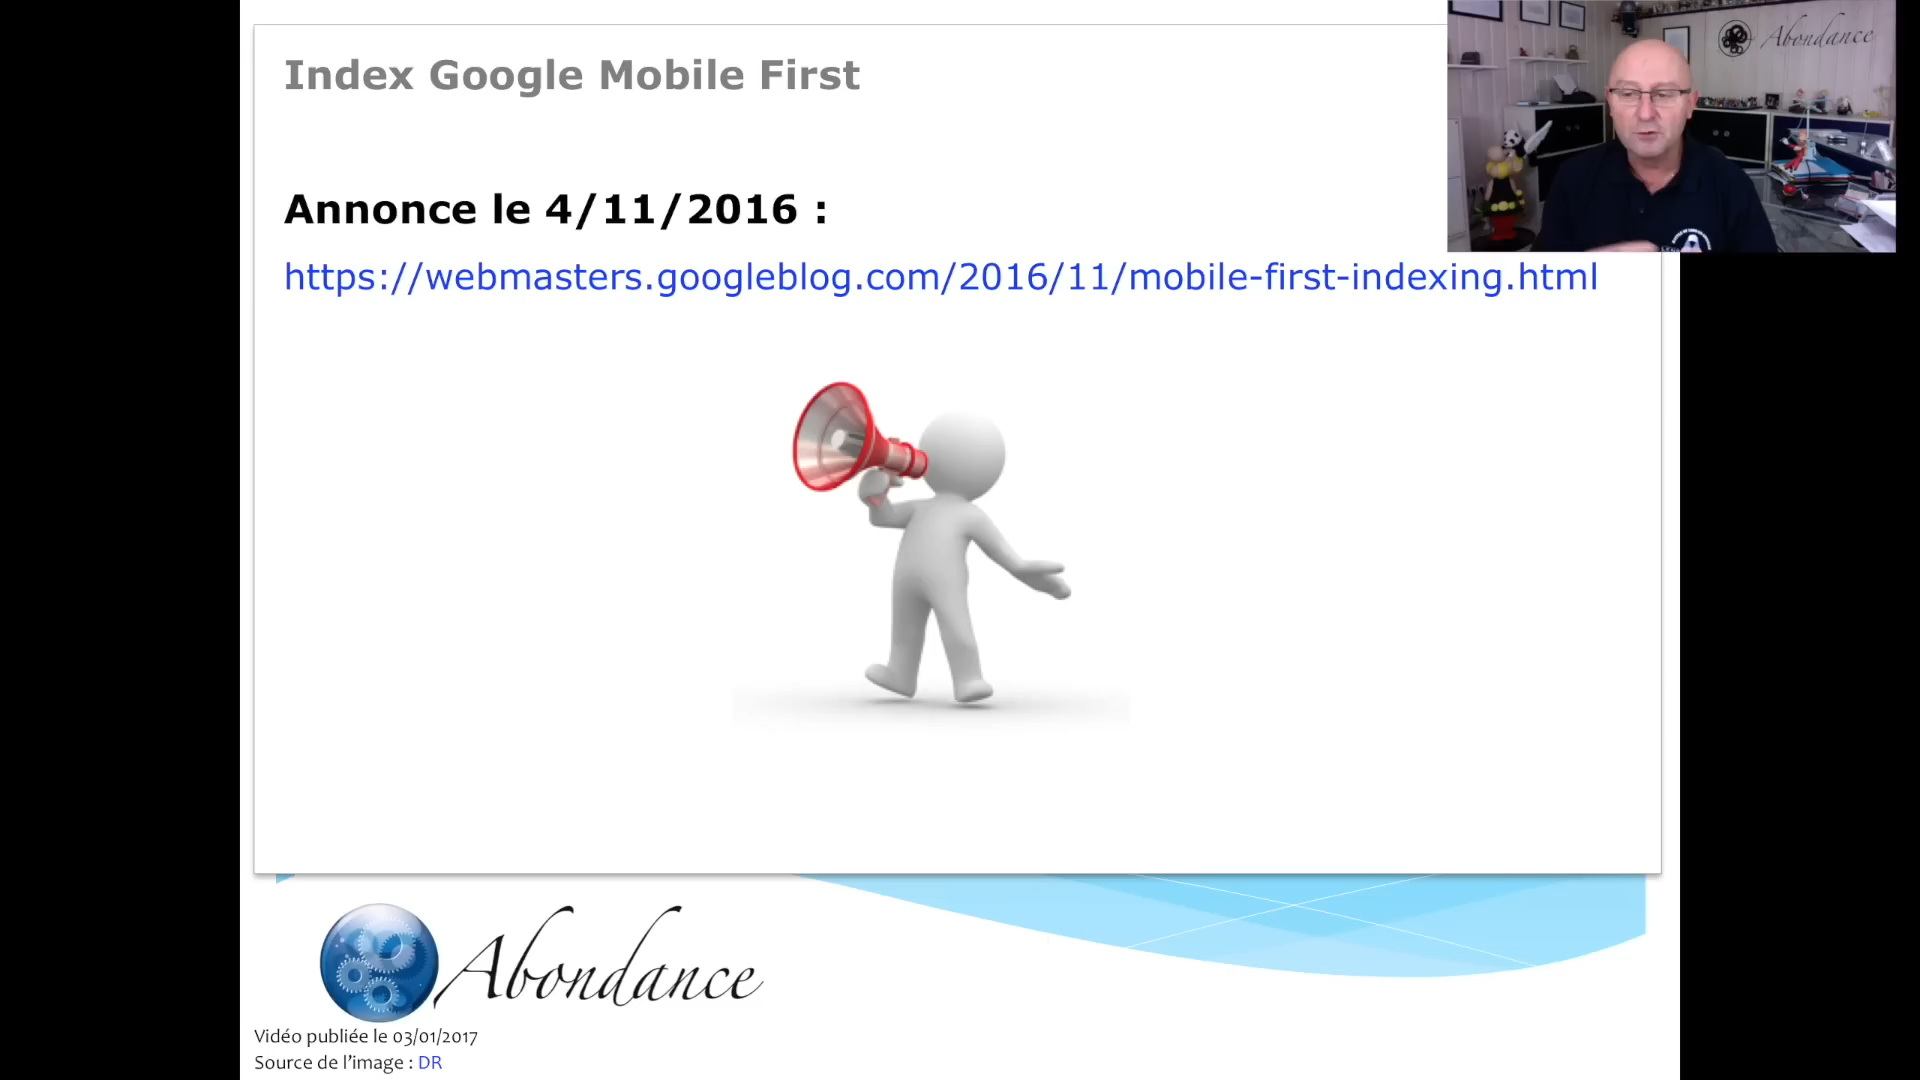 Index Google Mobile First
Abondance
Annonce le 4/11/2016 :
https://webmasters.googleblog.com/2016/11/mobile-first-indexing.html
Abondance
Vidéo publiée le 03/01/2017
Source de l’image : DR